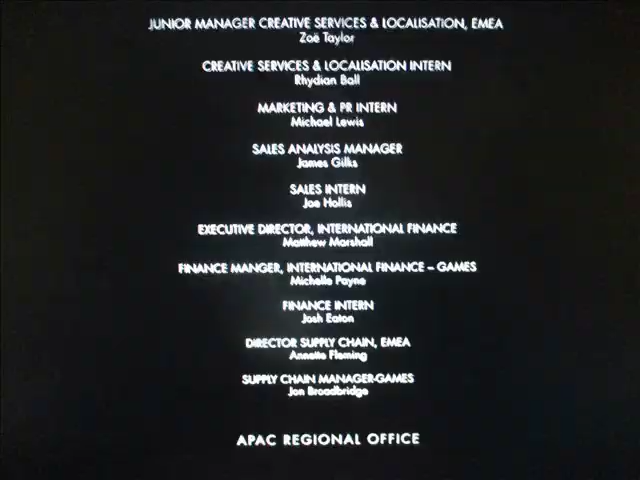 JUNIOR MANAGER CREATIVE SERVICES & LOCALISATION, EMEA
Zoë Taylor
CREATIVE SERVICES & LOCALISATION INTERN
Rhydian Ball
MARKETING & PR INTERN
Michael Lewis
SALES ANALYSIS MANAGER
James Gilks
SALES INTERN
Joe Hollis
EXECUTIVE DIRECTOR, INTERNATIONAL FINANCE
Matthew Marshall
FINANCE MANGER, INTERNATIONAL FINANCE – GAMES
Michelle Payne
FINANCE INTERN
Josh Eaton
DIRECTOR SUPPLY CHAIN, EMEA
Annette Fleming
SUPPLY CHAIN MANAGER-GAMES
Jon Broadbridge
APAC REGIONAL OFFICE